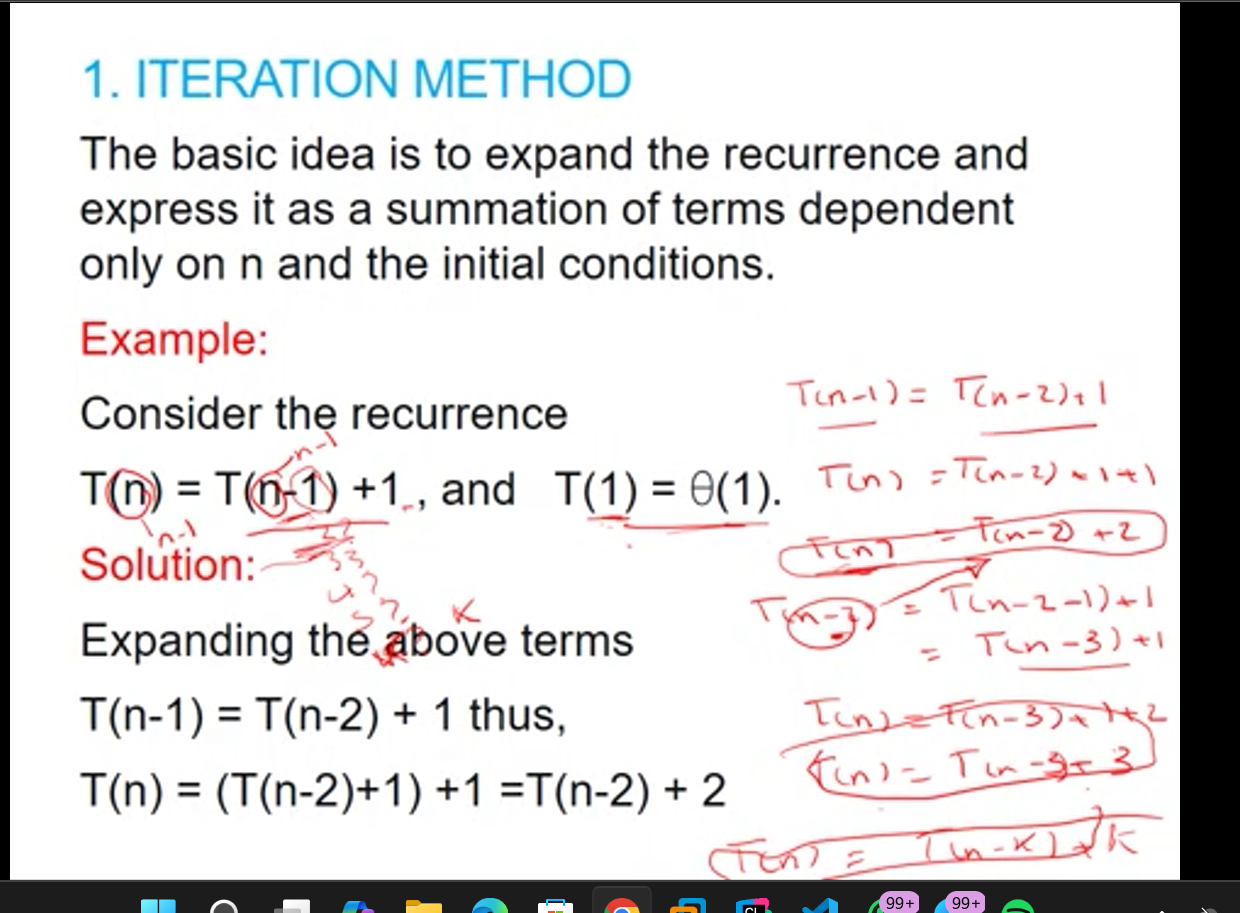 1. ITERATION METHOD
The basic idea is to expand the recurrence and
express it as a summation of terms dependent
only on n and the initial conditions.
Example:
Consider the recurrence
T(n) = T(n-1) +1 , and T(1) = θ(1).
n-1
n-1
Solution:
K
Expanding the above terms
T(n-1) = T(n-2) + 1 thus,
T(n) = (T(n-2)+1) +1 =T(n-2) + 2
T(n-1) = T(n-2)+1
T(n) = T(n-2)+1+1
T(n) = T(n-2) +2
= T(n-2-1)+1
= T(n-3)+1
T(n) = T(n-3)+1+2
T(n) = T(n-3+3
T(n) = T(n-K)+K
99+
99+